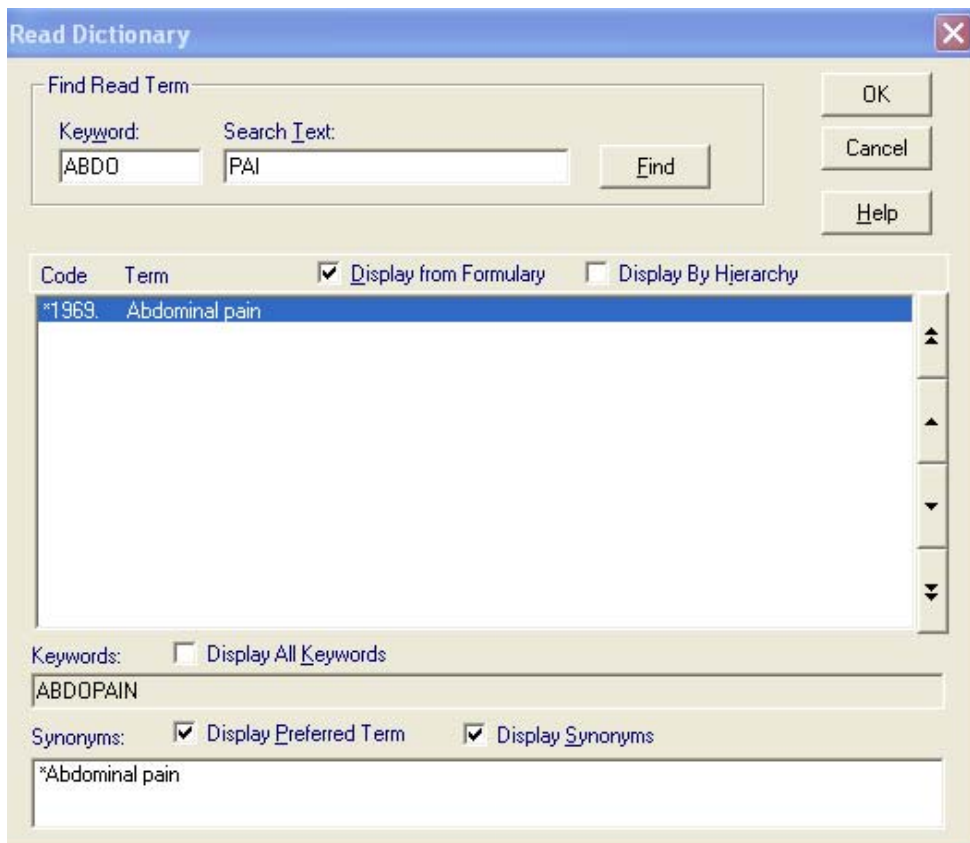 Read Dictionary
Find Read Term
OK
Keyword: Search Text:
ABDO PAI Find
Cancel
Help
Code Term Display from Formulary Display By Hierarchy
*1969. Abdominal pain
Keywords: Display All Keywords
ABDOPAIN
Synonyms: Display Preferred Term Display Synonyms
*Abdominal pain